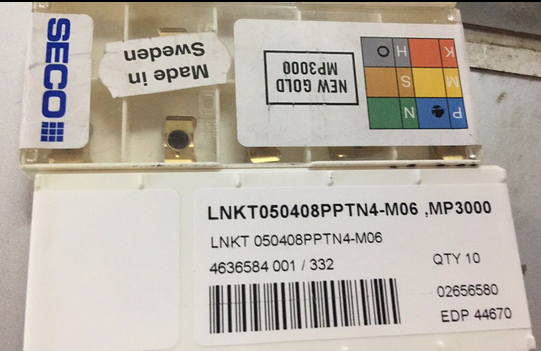 SECO
Made in
Sweden
NEW GOLD
MP3000
P
M
K
N
S
H
LNKT050408PPTN4-M06 ,MP3000
LNKT 050408PPTN4-M06
4636584 001 / 332
QTY 10
02656580
EDP 44670